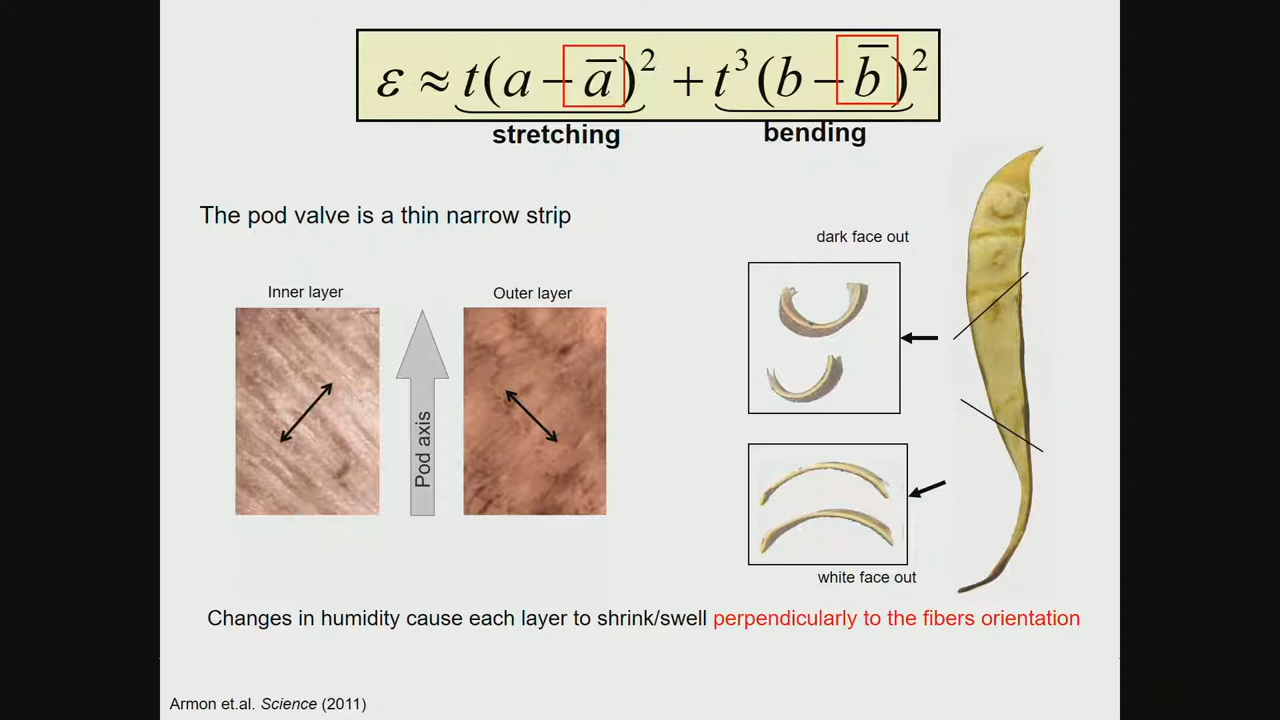 ε ≈ t(a − a̅)² + t³(b − b̅)²
stretching
bending
The pod valve is a thin narrow strip
dark face out
Inner layer
Outer layer
Pod axis
white face out
Changes in humidity cause each layer to shrink/swell perpendicularly to the fibers orientation
Armon et.al. Science (2011)